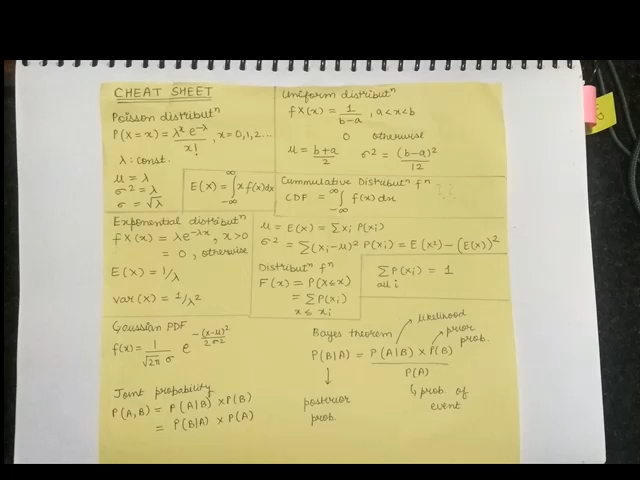 CHEAT SHEET
Poisson distributⁿ
P(X = x) = λˣ e^-λ / x! , x = 0,1,2...
λ : const.
μ = λ
σ² = λ
σ = √λ
E(X) = ∫_-∞^∞ x f(x) dx
Uniform distributⁿ
fX(x) = 1/(b-a) , a<x<b
0 otherwise
μ = (b+a)/2 σ² = (b-a)²/12
Cummulative Distributⁿ fⁿ
CDF = ∫_-∞^∞ f(x) dx
Exponential distributⁿ
fX(x) = λe^-λx , x>0
= 0 , otherwise
E(X) = 1/λ
var(X) = 1/λ²
μ = E(X) = Σxᵢ P(xᵢ)
σ² = Σ(xᵢ-μ)² P(xᵢ) = E(X²) - (E(X))²
Distributⁿ fⁿ
F(x) = P(X≤x)
= ΣP(xᵢ)
x ≤ xᵢ
ΣP(xᵢ) = 1
all i
Gaussian PDF
f(x) = 1/(√2π σ) e^-(x-μ)²/2σ²
Joint probability
P(A,B) = P(A|B) × P(B)
= P(B|A) × P(A)
Bayes theorem
likelihood
prior
prob.
P(B|A) = P(A|B) × P(B) / P(A)
posterior
prob.
prob. of
event